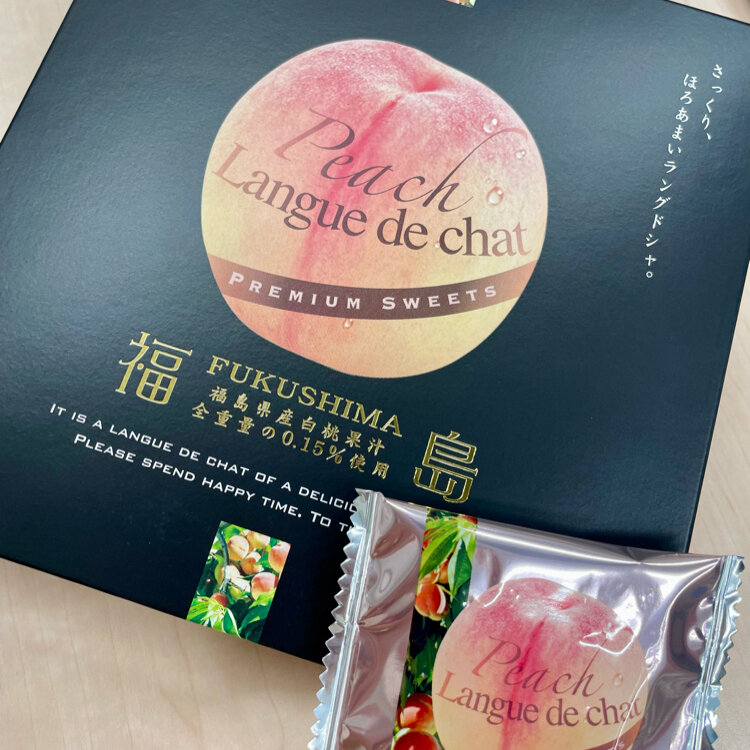 さっくり、
ほろあまいラングドシャ。
Peach
Langue de chat
PREMIUM SWEETS
福島
FUKUSHIMA
福島県産白桃果汁
全重量の0.15%使用
IT IS A LANGUE DE CHAT OF A DELICIO
PLEASE SPEND HAPPY TIME. TO T
Peach
Langue de chat